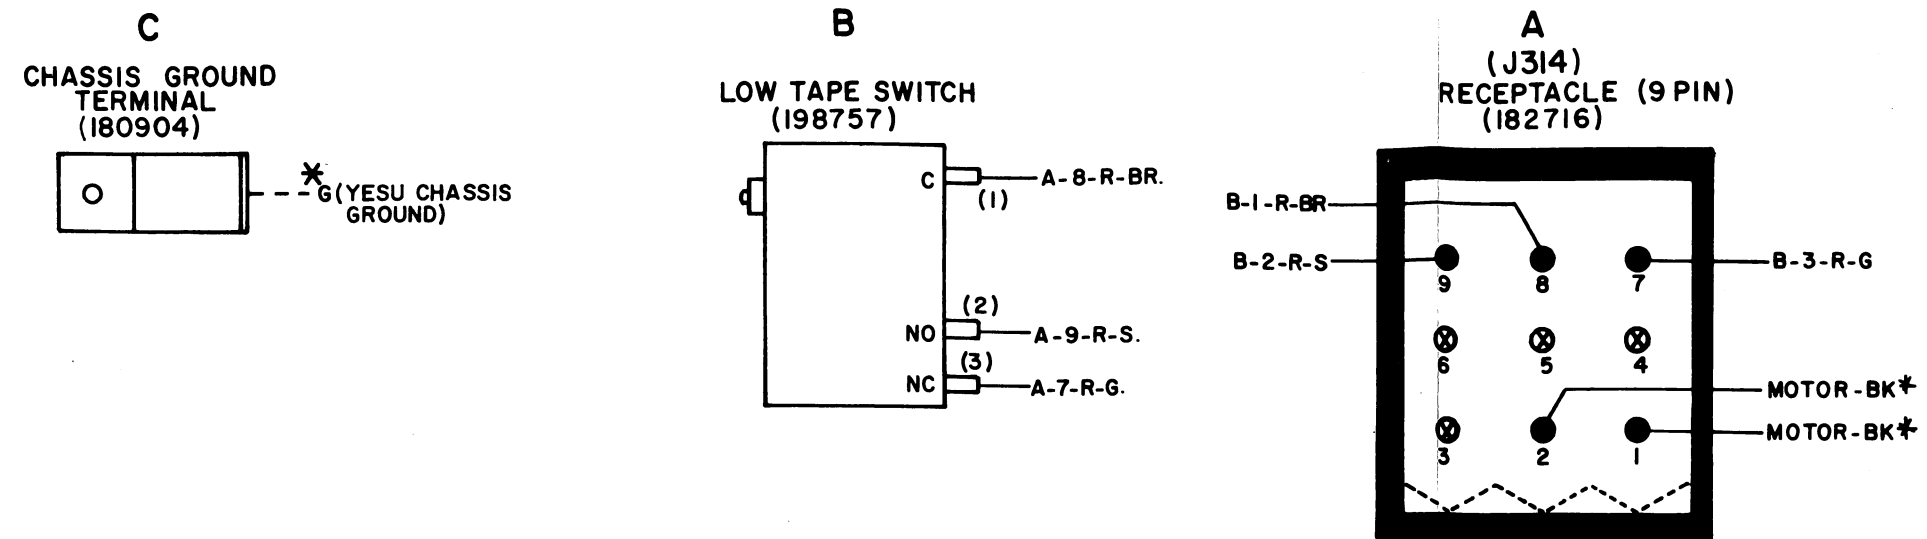 C
CHASSIS GROUND
TERMINAL
(180904)
*
G(YESU CHASSIS
GROUND)
B
LOW TAPE SWITCH
(198757)
C
A-8-R-BR.
(1)
(2)
NO
A-9-R-S.
(3)
NC
A-7-R-G.
A
(J314)
RECEPTACLE (9 PIN)
(182716)
B-1-R-BR
B-2-R-S
B-3-R-G
9 8 7
6 5 4
MOTOR-BK*
MOTOR-BK*
3 2 1